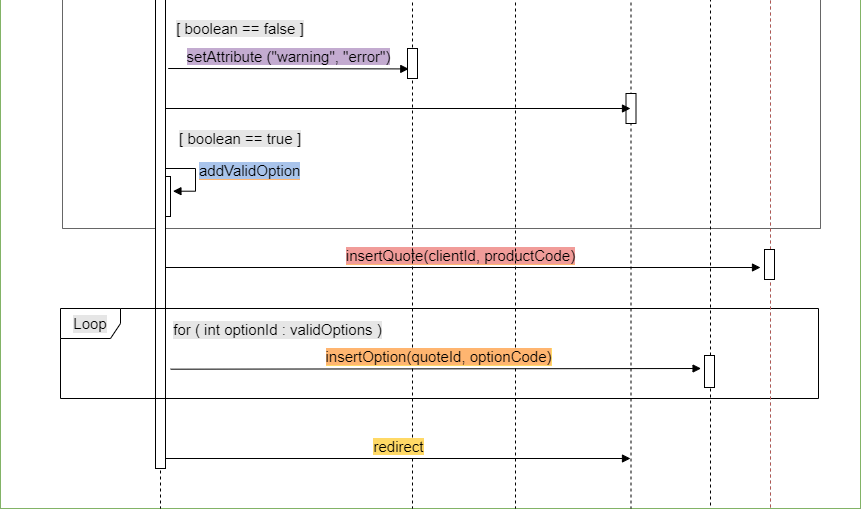 [ boolean == false ]
setAttribute ("warning", "error")
[ boolean == true ]
addValidOption
insertQuote(clientId, productCode)
Loop
for ( int optionId : validOptions )
insertOption(quoteId, optionCode)
redirect